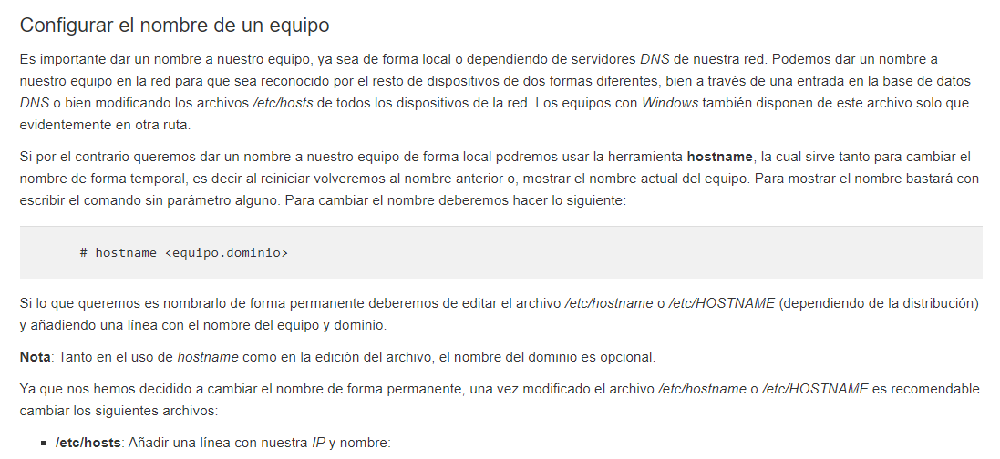 Configurar el nombre de un equipo
Es importante dar un nombre a nuestro equipo, ya sea de forma local o dependiendo de servidores DNS de nuestra red. Podemos dar un nombre a
nuestro equipo en la red para que sea reconocido por el resto de dispositivos de dos formas diferentes, bien a través de una entrada en la base de datos
DNS o bien modificando los archivos /etc/hosts de todos los dispositivos de la red. Los equipos con Windows también disponen de este archivo solo que
evidentemente en otra ruta.
Si por el contrario queremos dar un nombre a nuestro equipo de forma local podremos usar la herramienta hostname, la cual sirve tanto para cambiar el
nombre de forma temporal, es decir al reiniciar volveremos al nombre anterior o, mostrar el nombre actual del equipo. Para mostrar el nombre bastará con
escribir el comando sin parámetro alguno. Para cambiar el nombre deberemos hacer lo siguiente:
# hostname <equipo.dominio>
Si lo que queremos es nombrarlo de forma permanente deberemos de editar el archivo /etc/hostname o /etc/HOSTNAME (dependiendo de la distribución)
y añadiendo una línea con el nombre del equipo y dominio.
Nota: Tanto en el uso de hostname como en la edición del archivo, el nombre del dominio es opcional.
Ya que nos hemos decidido a cambiar el nombre de forma permanente, una vez modificado el archivo /etc/hostname o /etc/HOSTNAME es recomendable
cambiar los siguientes archivos:
▪ /etc/hosts: Añadir una línea con nuestra IP y nombre: